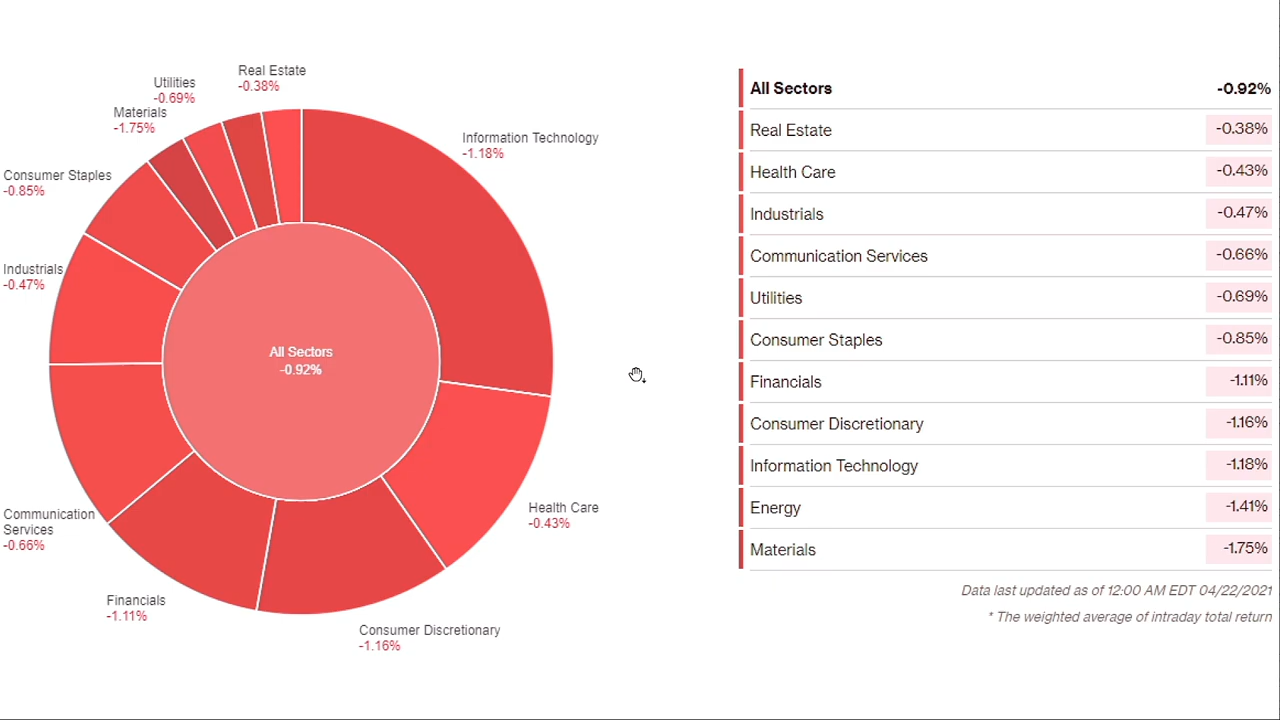 Real Estate
-0.38%
Utilities
-0.69%
Materials
-1.75%
Information Technology
-1.18%
Consumer Staples
-0.85%
Industrials
-0.47%
All Sectors
-0.92%
Communication
Services
-0.66%
Health Care
-0.43%
Financials
-1.11%
Consumer Discretionary
-1.16%
All Sectors -0.92%
Real Estate -0.38%
Health Care -0.43%
Industrials -0.47%
Communication Services -0.66%
Utilities -0.69%
Consumer Staples -0.85%
Financials -1.11%
Consumer Discretionary -1.16%
Information Technology -1.18%
Energy -1.41%
Materials -1.75%
Data last updated as of 12:00 AM EDT 04/22/2021
* The weighted average of intraday total return